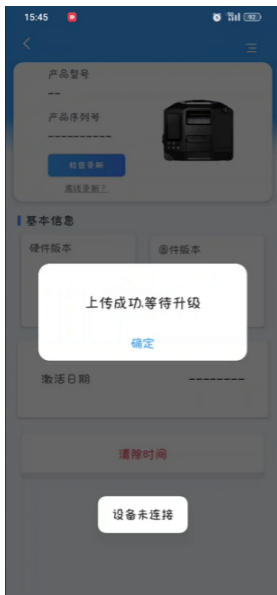 15:45
92
产品型号
--
产品序列号
----------
检查更新
离线更新？
基本信息
硬件版本
固件版本
上传成功,等待升级
确定
激活日期
--------
清除时间
设备未连接